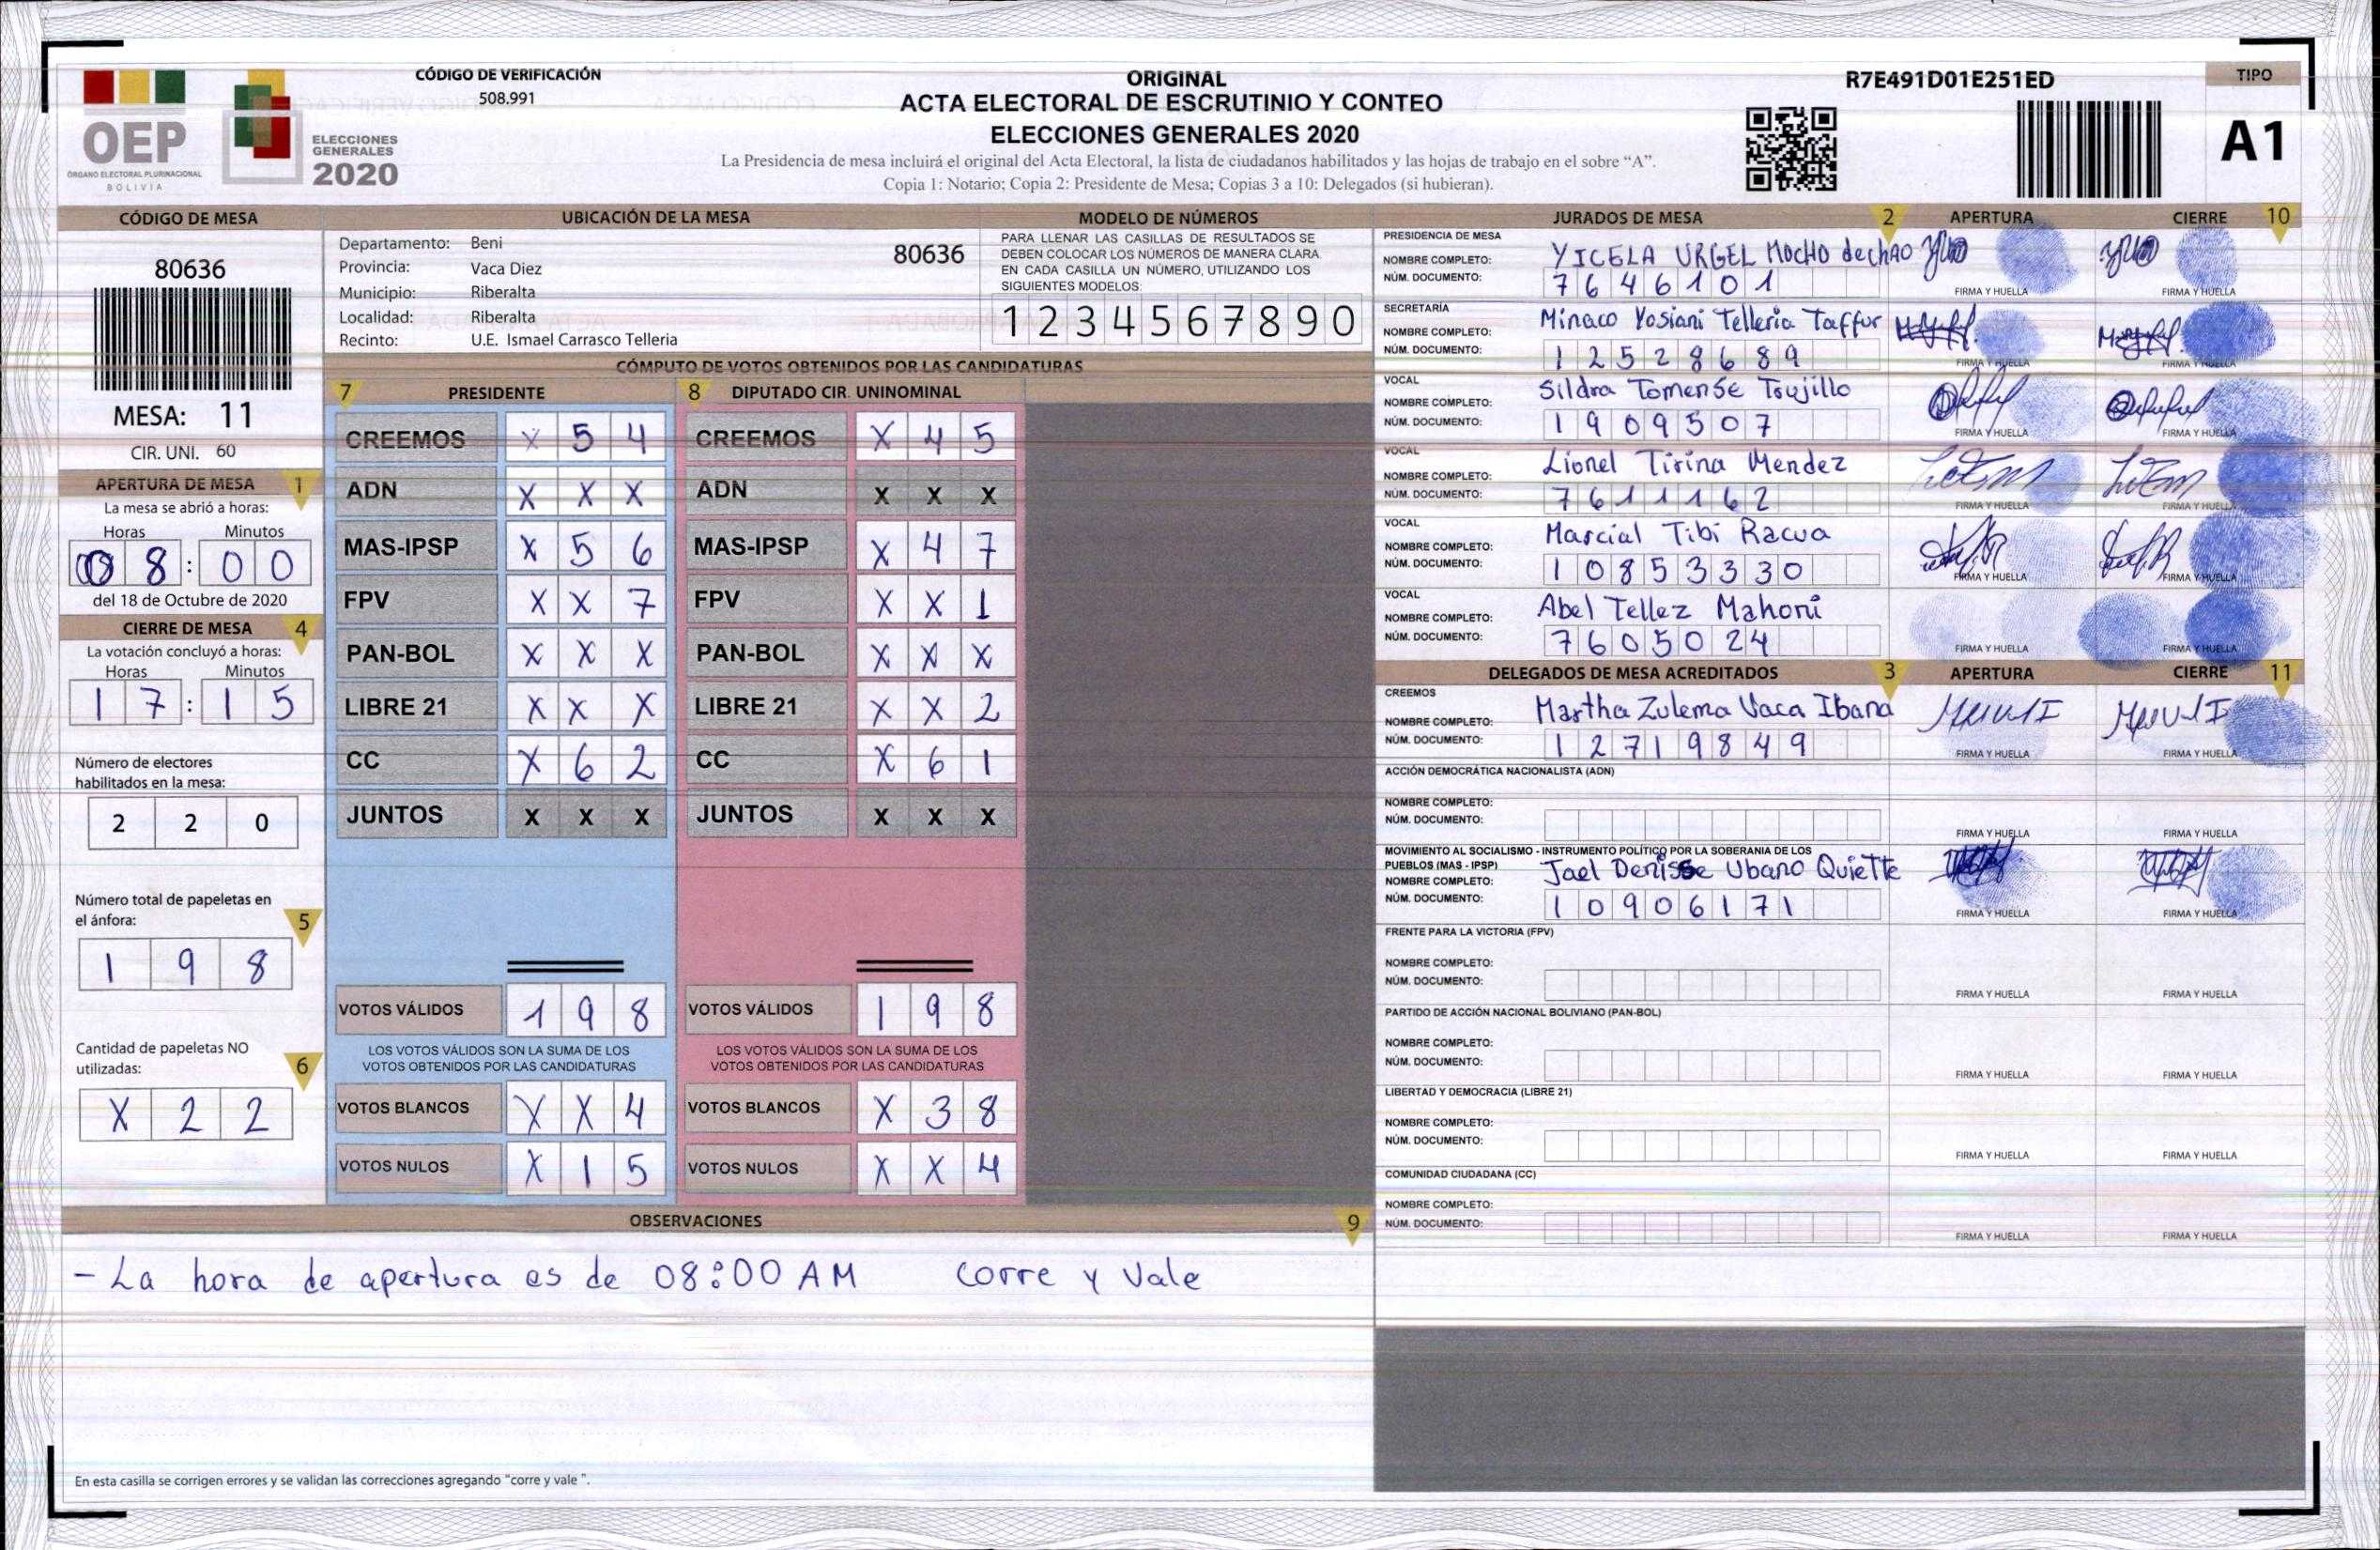 CÓDIGO DE VERIFICACIÓN
508.991
ORIGINAL
ACTA ELECTORAL DE ESCRUTINIO Y CONTEO
ELECCIONES GENERALES 2020
La Presidencia de mesa incluirá el original del Acta Electoral, la lista de ciudadanos habilitados y las hojas de trabajo en el sobre “A”.
Copia 1: Notario; Copia 2: Presidente de Mesa; Copias 3 a 10: Delegados (si hubieran).
R7E491D01E251ED
TIPO
A1
OEP
ÓRGANO ELECTORAL PLURINACIONAL
BOLIVIA
ELECCIONES
GENERALES
2020
CÓDIGO DE MESA
80636
MESA: 11
CIR. UNI. 60
APERTURA DE MESA 1
La mesa se abrió a horas:
Horas Minutos
08:00
del 18 de Octubre de 2020
CIERRE DE MESA 4
La votación concluyó a horas:
Horas Minutos
17:15
Número de electores
habilitados en la mesa:
2 2 0
Número total de papeletas en
el ánfora: 5
1 9 8
Cantidad de papeletas NO
utilizadas: 6
X 2 2
UBICACIÓN DE LA MESA
Departamento: Beni
80636
Provincia: Vaca Diez
Municipio: Riberalta
Localidad: Riberalta
Recinto: U.E. Ismael Carrasco Telleria
MODELO DE NÚMEROS
PARA LLENAR LAS CASILLAS DE RESULTADOS SE
DEBEN COLOCAR LOS NÚMEROS DE MANERA CLARA.
EN CADA CASILLA UN NÚMERO, UTILIZANDO LOS
SIGUIENTES MODELOS:
1 2 3 4 5 6 7 8 9 0
CÓMPUTO DE VOTOS OBTENIDOS POR LAS CANDIDATURAS
7 PRESIDENTE
CREEMOS X 5 4
ADN X X X
MAS-IPSP X 5 6
FPV X X 7
PAN-BOL X X X
LIBRE 21 X X X
CC X 6 2
JUNTOS X X X
VOTOS VÁLIDOS 1 9 8
LOS VOTOS VÁLIDOS SON LA SUMA DE LOS
VOTOS OBTENIDOS POR LAS CANDIDATURAS
VOTOS BLANCOS X X 4
VOTOS NULOS X 1 5
8 DIPUTADO CIR. UNINOMINAL
CREEMOS X 4 5
ADN X X X
MAS-IPSP X 4 7
FPV X X 1
PAN-BOL X X X
LIBRE 21 X X 2
CC X 6 1
JUNTOS X X X
VOTOS VÁLIDOS 1 9 8
LOS VOTOS VÁLIDOS SON LA SUMA DE LOS
VOTOS OBTENIDOS POR LAS CANDIDATURAS
VOTOS BLANCOS X 3 8
VOTOS NULOS X X 4
OBSERVACIONES 9
- La hora de apertura es de 08:00 AM corre y vale
En esta casilla se corrigen errores y se validan las correcciones agregando “corre y vale ”.
JURADOS DE MESA 2 APERTURA CIERRE 10
PRESIDENCIA DE MESA
NOMBRE COMPLETO: YICELA URGEL MOCHO dechAO
NÚM. DOCUMENTO: 7646101
FIRMA Y HUELLA FIRMA Y HUELLA
SECRETARÍA
NOMBRE COMPLETO: Minaco Yosiani Telleria Taffur
NÚM. DOCUMENTO: 12528689
FIRMA Y HUELLA FIRMA Y HUELLA
VOCAL
NOMBRE COMPLETO: Sildra Tomense Trujillo
NÚM. DOCUMENTO: 1909507
FIRMA Y HUELLA FIRMA Y HUELLA
VOCAL
NOMBRE COMPLETO: Lionel Tirina Mendez
NÚM. DOCUMENTO: 7611162
FIRMA Y HUELLA FIRMA Y HUELLA
VOCAL
NOMBRE COMPLETO: Marcial Tibi Racua
NÚM. DOCUMENTO: 10853330
FIRMA Y HUELLA FIRMA Y HUELLA
VOCAL
NOMBRE COMPLETO: Abel Tellez Mahoni
NÚM. DOCUMENTO: 7605024
FIRMA Y HUELLA FIRMA Y HUELLA
DELEGADOS DE MESA ACREDITADOS 3 APERTURA CIERRE 11
CREEMOS
NOMBRE COMPLETO: Martha Zulema Vaca Ibana
NÚM. DOCUMENTO: 12719849
FIRMA Y HUELLA FIRMA Y HUELLA
ACCIÓN DEMOCRÁTICA NACIONALISTA (ADN)
NOMBRE COMPLETO:
NÚM. DOCUMENTO:
FIRMA Y HUELLA FIRMA Y HUELLA
MOVIMIENTO AL SOCIALISMO - INSTRUMENTO POLÍTICO POR LA SOBERANIA DE LOS
PUEBLOS (MAS - IPSP)
NOMBRE COMPLETO: Jael Denisse Ubano Quiette
NÚM. DOCUMENTO: 10906171
FIRMA Y HUELLA FIRMA Y HUELLA
FRENTE PARA LA VICTORIA (FPV)
NOMBRE COMPLETO:
NÚM. DOCUMENTO:
FIRMA Y HUELLA FIRMA Y HUELLA
PARTIDO DE ACCIÓN NACIONAL BOLIVIANO (PAN-BOL)
NOMBRE COMPLETO:
NÚM. DOCUMENTO:
FIRMA Y HUELLA FIRMA Y HUELLA
LIBERTAD Y DEMOCRACIA (LIBRE 21)
NOMBRE COMPLETO:
NÚM. DOCUMENTO:
FIRMA Y HUELLA FIRMA Y HUELLA
COMUNIDAD CIUDADANA (CC)
NOMBRE COMPLETO:
NÚM. DOCUMENTO:
FIRMA Y HUELLA FIRMA Y HUELLA